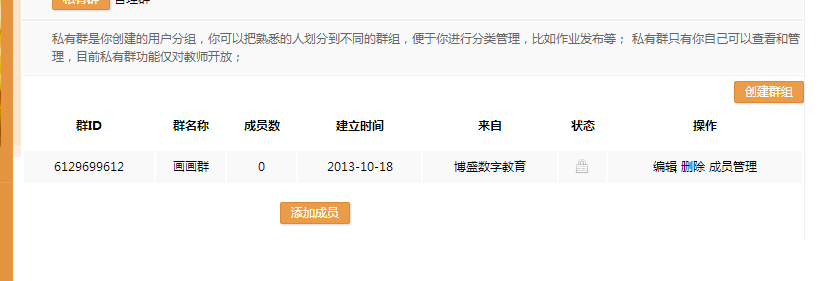 私有群 管理群
私有群是你创建的用户分组，你可以把熟悉的人划分到不同的群组，便于你进行分类管理，比如作业发布等； 私有群只有你自己可以查看和管
理，目前私有群功能仅对教师开放；
创建群组
群ID 群名称 成员数 建立时间 来自 状态 操作
6129699612 画画群 0 2013-10-18 博盛数字教育 编辑 删除 成员管理
添加成员